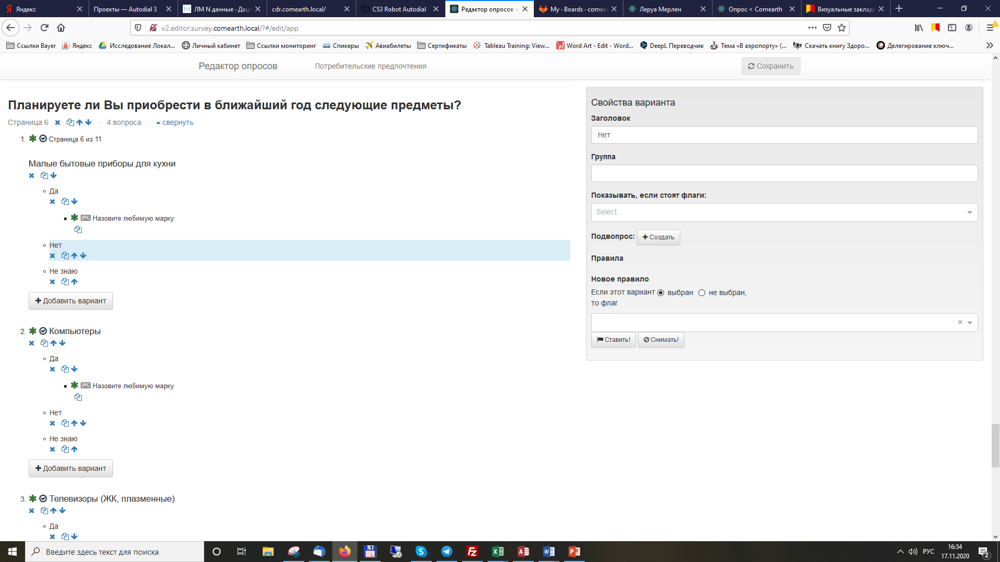 Яндекс
Проекты — Autodial 3
ЛМ N данные · Даш
cdr.comearth.local/
CS3 Robot Autodial
Редактор опросов <
My · Boards · comear
Леруа Мерлен
Опрос < Comearth
Визуальные заклад
v2.editor.survey.comearth.local/?#/edit/app
Ссылки Bayer
Яндекс
Исследование Локал...
Личный кабинет
Ссылки мониторинг
Спикеры
Авиабилеты
Сертификаты
Tableau Training: View...
Word Art - Edit - Word...
DeepL Переводчик
Тема «В аэропорту» (...
Скачать книгу Здоро...
Делегирование ключ...
Редактор опросов
Потребительские предпочтения
Сохранить
Планируете ли Вы приобрести в ближайший год следующие предметы?
Страница 6 · 4 вопроса · свернуть
1. Страница 6 из 11
Малые бытовые приборы для кухни
Да
Назовите любимую марку
Нет
Не знаю
Добавить вариант
2. Компьютеры
Да
Назовите любимую марку
Нет
Не знаю
Добавить вариант
3. Телевизоры (ЖК, плазменные)
Да
Свойства варианта
Заголовок
Нет
Группа
Показывать, если стоят флаги:
Select...
Подвопрос: Создать
Правила
Новое правило
Если этот вариант выбран не выбран,
то флаг
Ставить! Снимать!
Введите здесь текст для поиска
РУС
16:34
17.11.2020
2